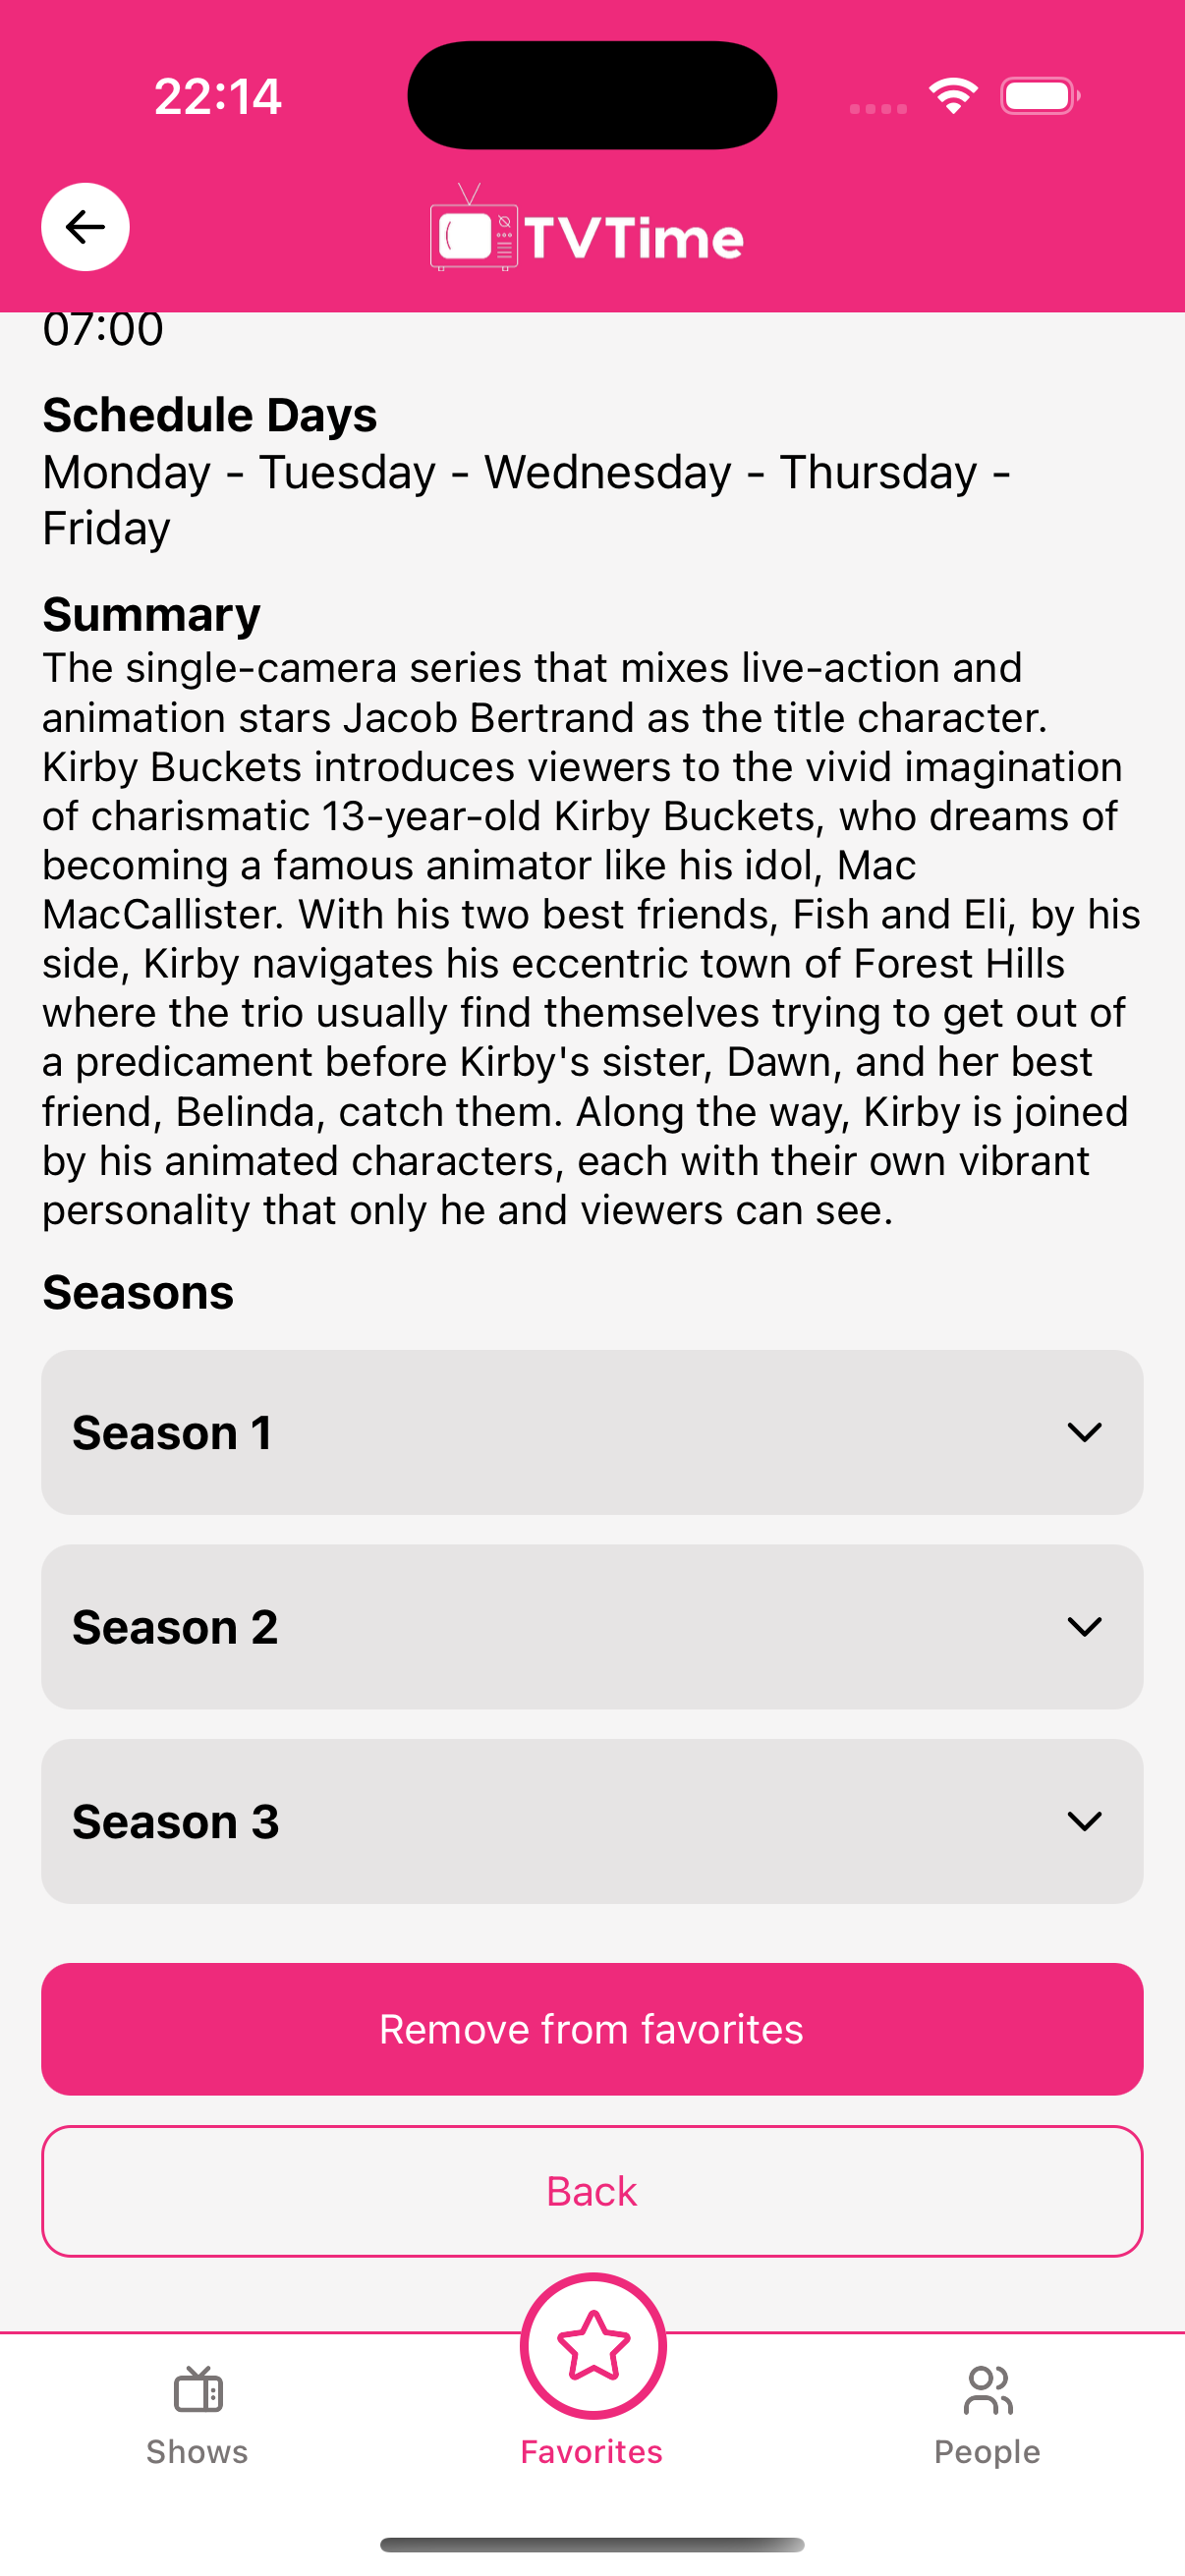 22:14
TVTime
07:00
Schedule Days
Monday - Tuesday - Wednesday - Thursday -
Friday
Summary
The single-camera series that mixes live-action and
animation stars Jacob Bertrand as the title character.
Kirby Buckets introduces viewers to the vivid imagination
of charismatic 13-year-old Kirby Buckets, who dreams of
becoming a famous animator like his idol, Mac
MacCallister. With his two best friends, Fish and Eli, by his
side, Kirby navigates his eccentric town of Forest Hills
where the trio usually find themselves trying to get out of
a predicament before Kirby's sister, Dawn, and her best
friend, Belinda, catch them. Along the way, Kirby is joined
by his animated characters, each with their own vibrant
personality that only he and viewers can see.
Seasons
Season 1
Season 2
Season 3
Remove from favorites
Back
Shows
Favorites
People